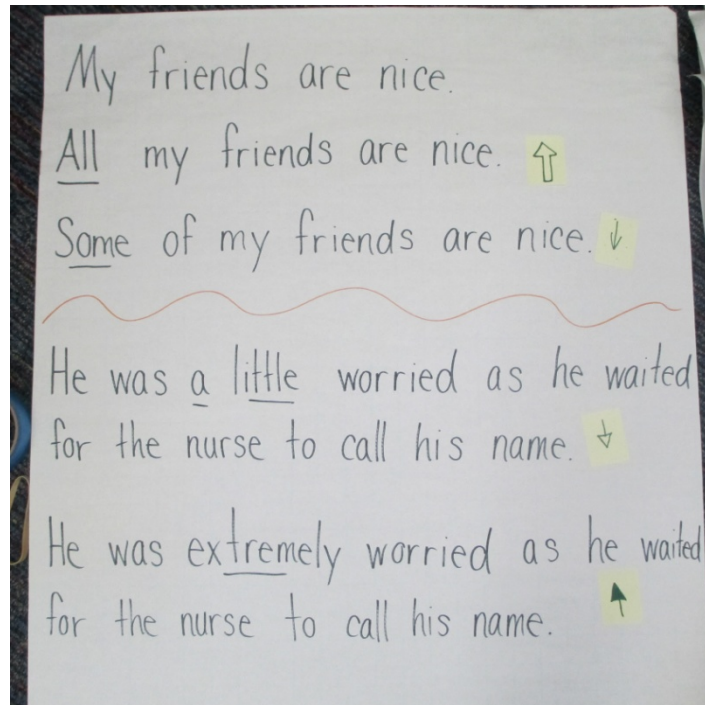 My friends are nice.
All my friends are nice.
Some of my friends are nice.
He was a little worried as he waited
for the nurse to call his name.
He was extremely worried as he waited
for the nurse to call his name.